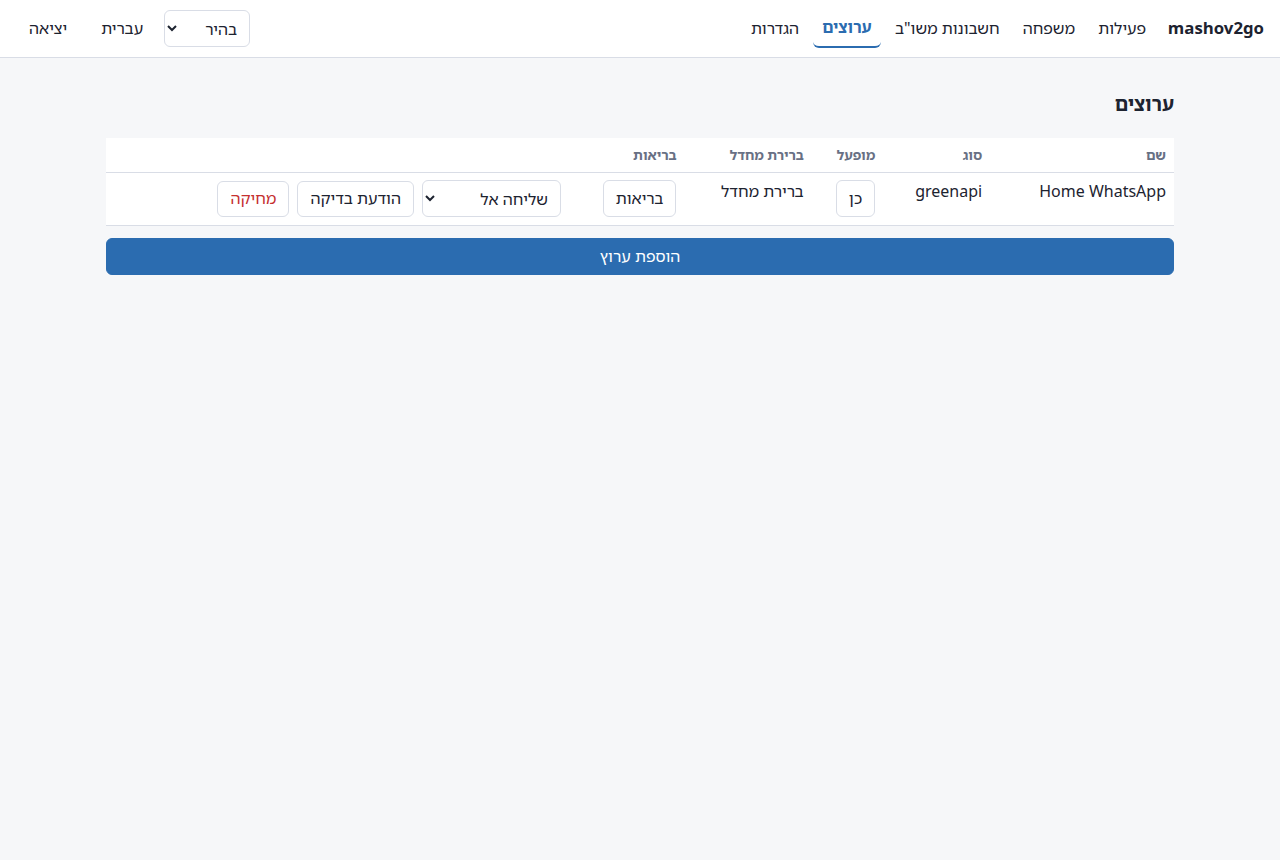 mashov2go פעילות משפחה חשבונות משו"ב ערוצים הגדרות בהיר עברית יציאה
ערוצים
שם סוג מופעל ברירת מחדל בריאות
Home WhatsApp greenapi כן ברירת מחדל בריאות שליחה אל הודעת בדיקה מחיקה
הוספת ערוץ